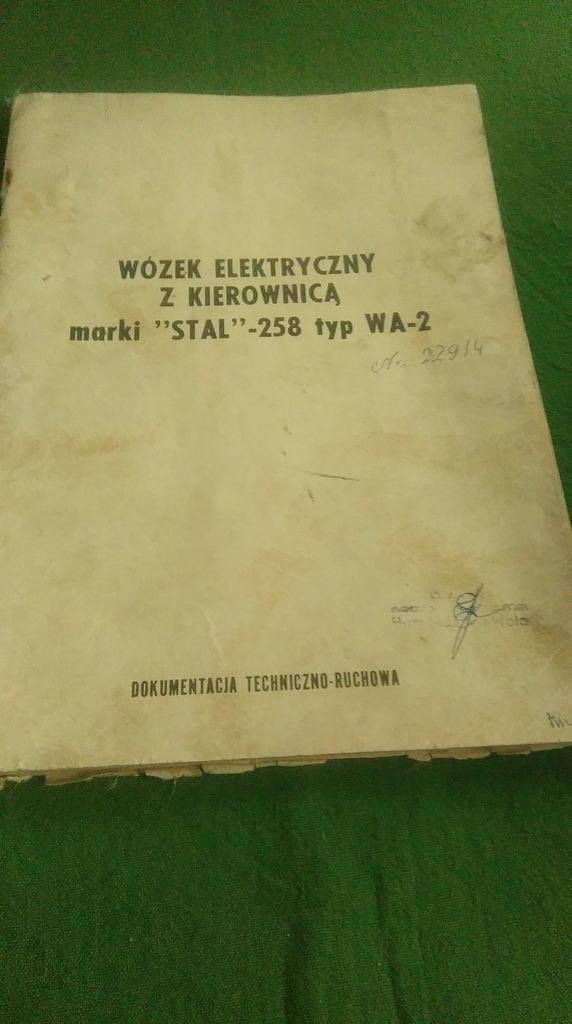 WÓZEK ELEKTRYCZNY
Z KIEROWNICĄ
marki "STAL"-258 typ WA-2
Nr. 22914
DOKUMENTACJA TECHNICZNO-RUCHOWA